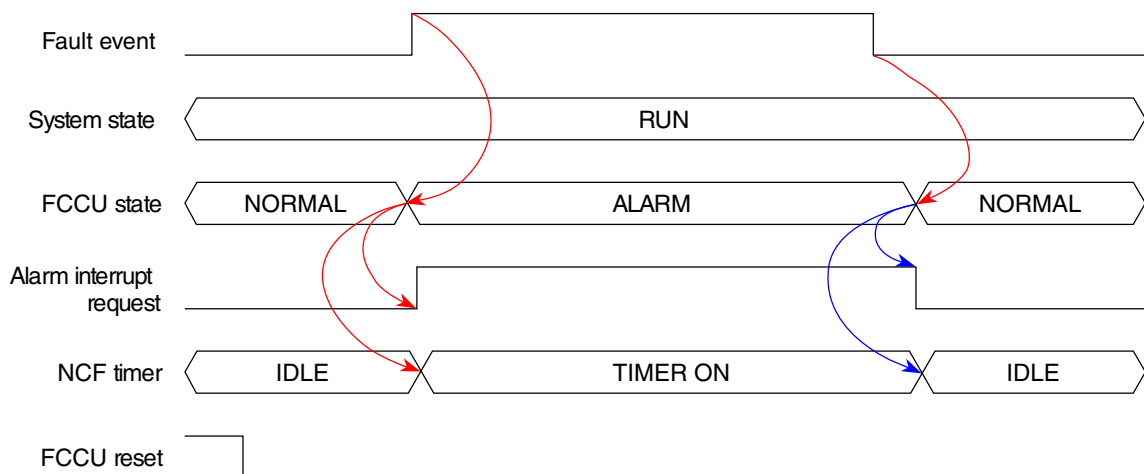 Fault event
System state
RUN
FCCU state
NORMAL
ALARM
NORMAL
Alarm interrupt
request
NCF timer
IDLE
TIMER ON
IDLE
FCCU reset